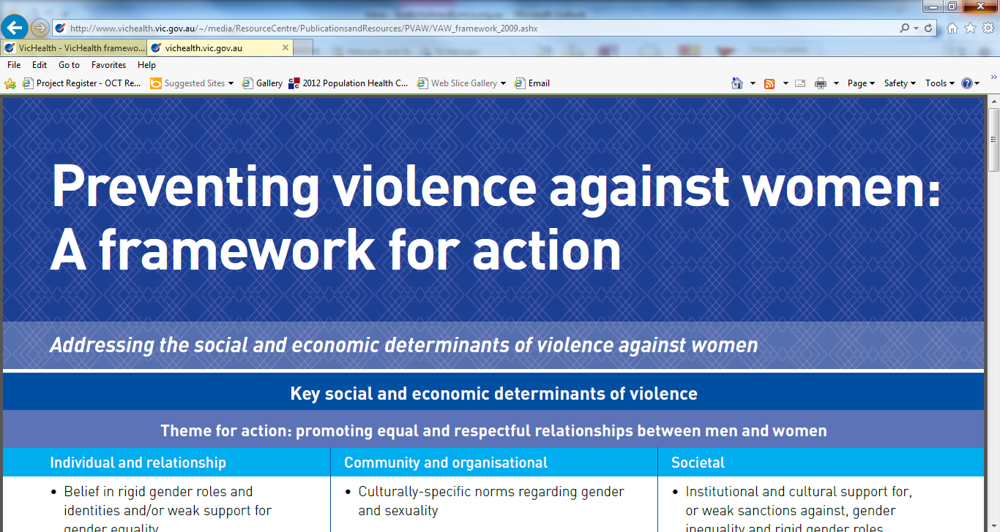 http://www.vichealth.vic.gov.au/~/media/ResourceCentre/PublicationsandResources/PVAW/VAW_framework_2009.ashx
VicHealth - VicHealth framewo...
vichealth.vic.gov.au
File Edit Go to Favorites Help
Project Register - OCT Re... Suggested Sites Gallery 2012 Population Health C... Web Slice Gallery Email Page Safety Tools
Preventing violence against women:
A framework for action
Addressing the social and economic determinants of violence against women
Key social and economic determinants of violence
Theme for action: promoting equal and respectful relationships between men and women
Individual and relationship
• Belief in rigid gender roles and
identities and/or weak support for
gender equality
Community and organisational
• Culturally-specific norms regarding gender
and sexuality
Societal
• Institutional and cultural support for,
or weak sanctions against, gender
inequality and rigid gender roles